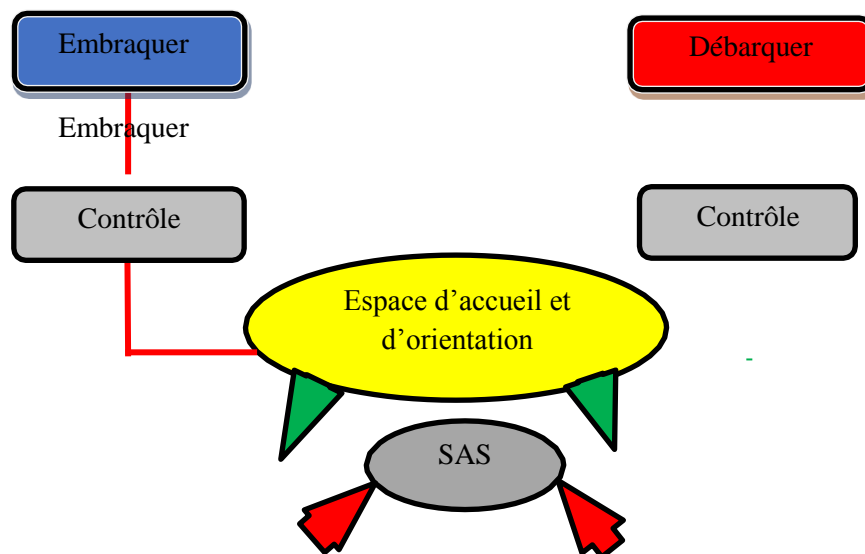 Embraquer
Débarquer
Embraquer
Contrôle
Contrôle
Espace d’accueil et
d’orientation
-
SAS